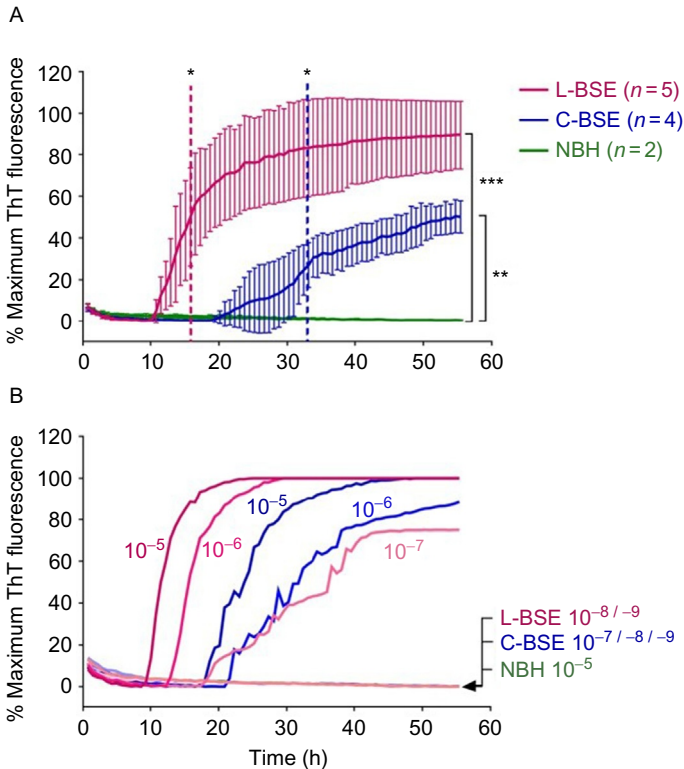 A
% Maximum ThT fluorescence
120
100
80
60
40
20
0
* *
0 10 20 30 40 50 60
L-BSE (n = 5)
C-BSE (n = 4)
NBH (n = 2)
***
**
B
% Maximum ThT fluorescence
120
100
80
60
40
20
0
10⁻⁵
10⁻⁶
10⁻⁵
10⁻⁶
10⁻⁷
L-BSE 10⁻⁸ / ⁻⁹
C-BSE 10⁻⁷ / ⁻⁸ / ⁻⁹
NBH 10⁻⁵
0 10 20 30 40 50 60
Time (h)